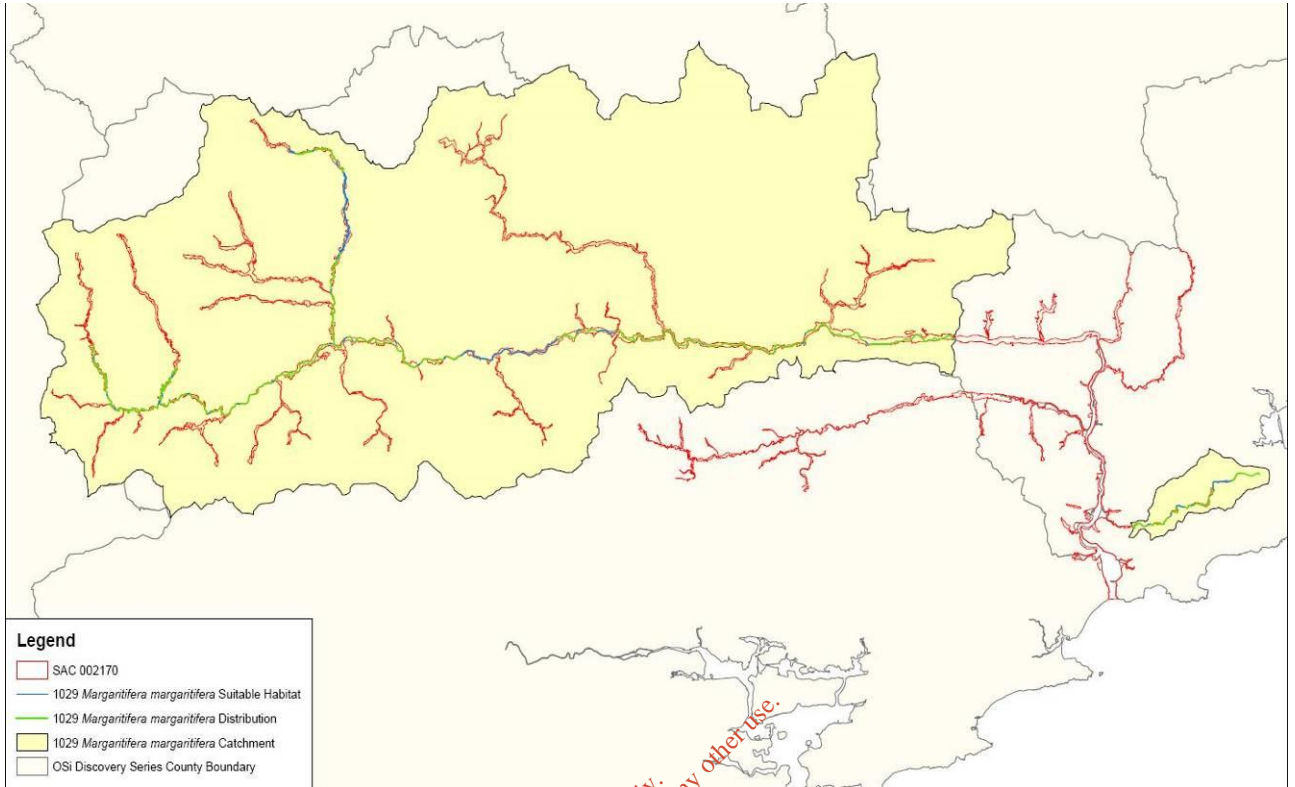 Legend
SAC 002170
1029 Margaritifera margaritifera Suitable Habitat
1029 Margaritifera margaritifera Distribution
1029 Margaritifera margaritifera Catchment
OSi Discovery Series County Boundary
other use.